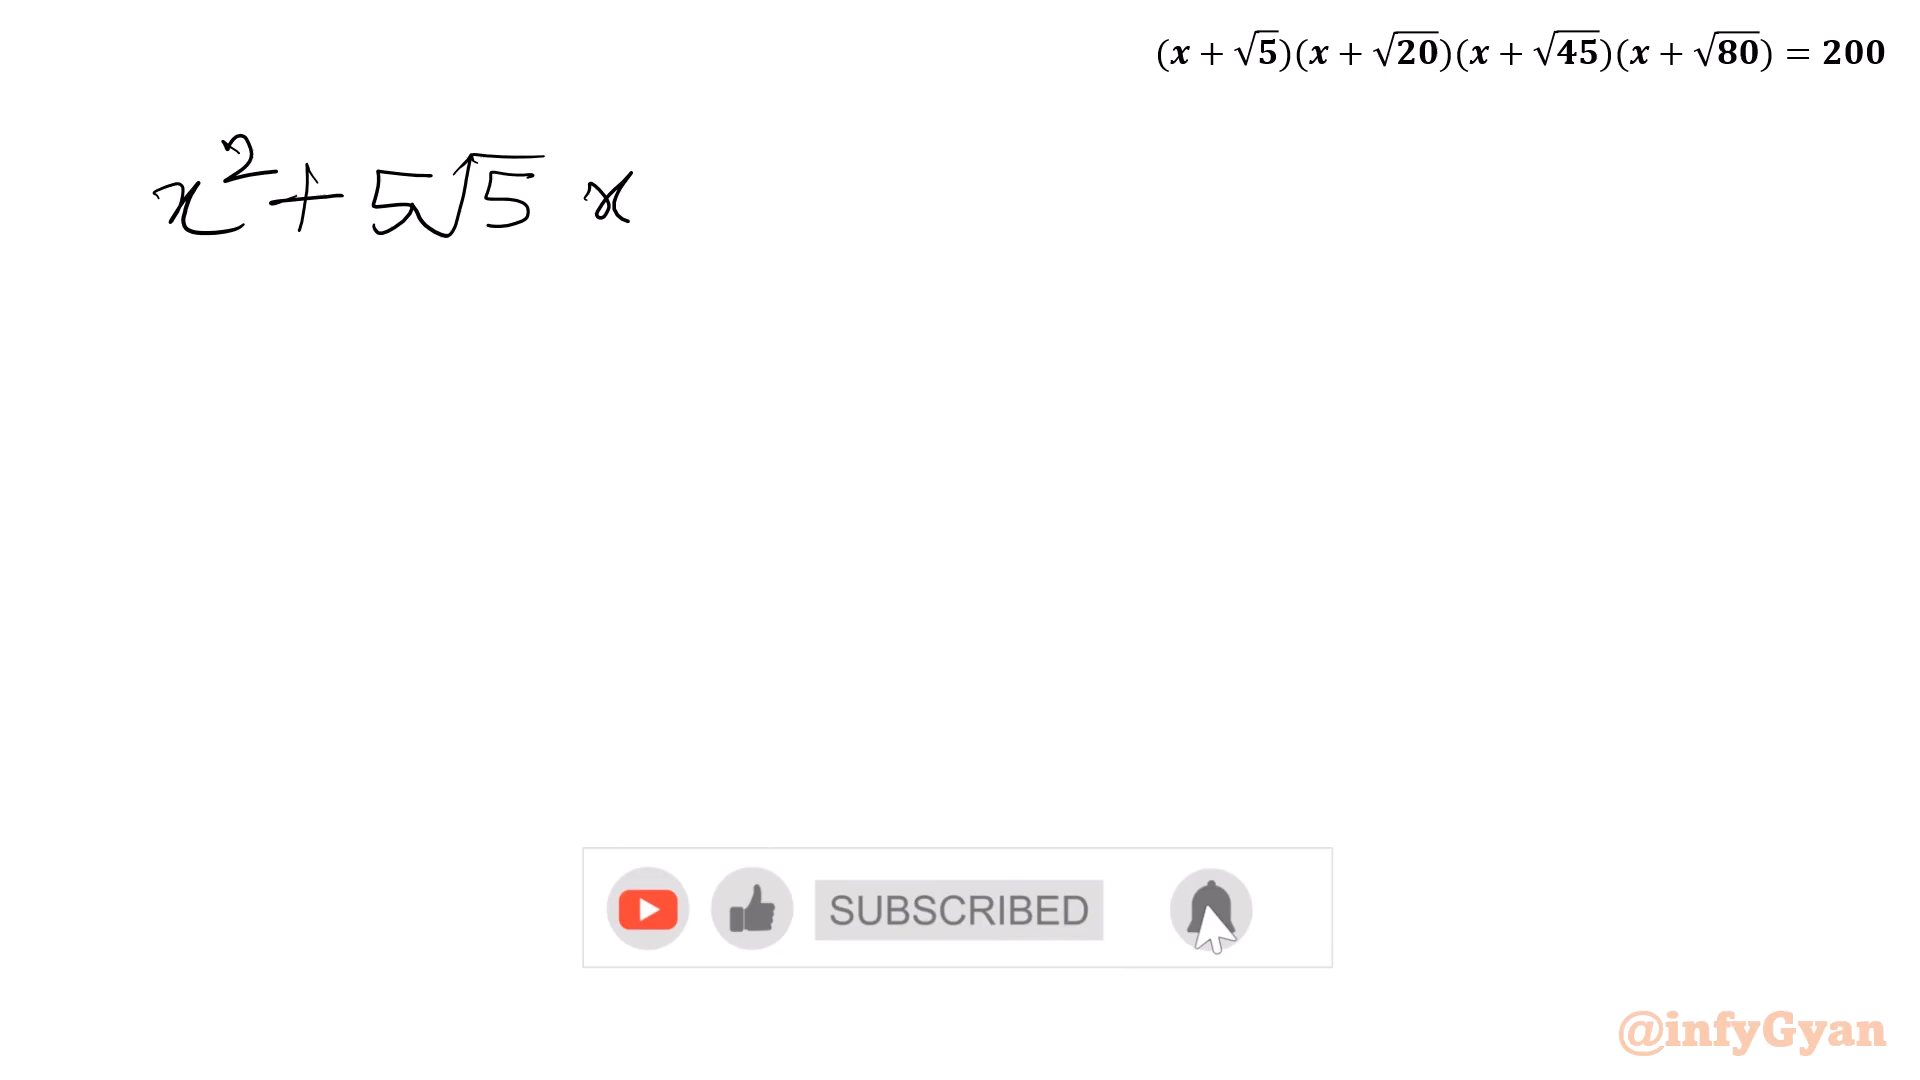 (x + √5)(x + √20)(x + √45)(x + √80) = 200
x² + 5√5 x
SUBSCRIBED
@infyGyan